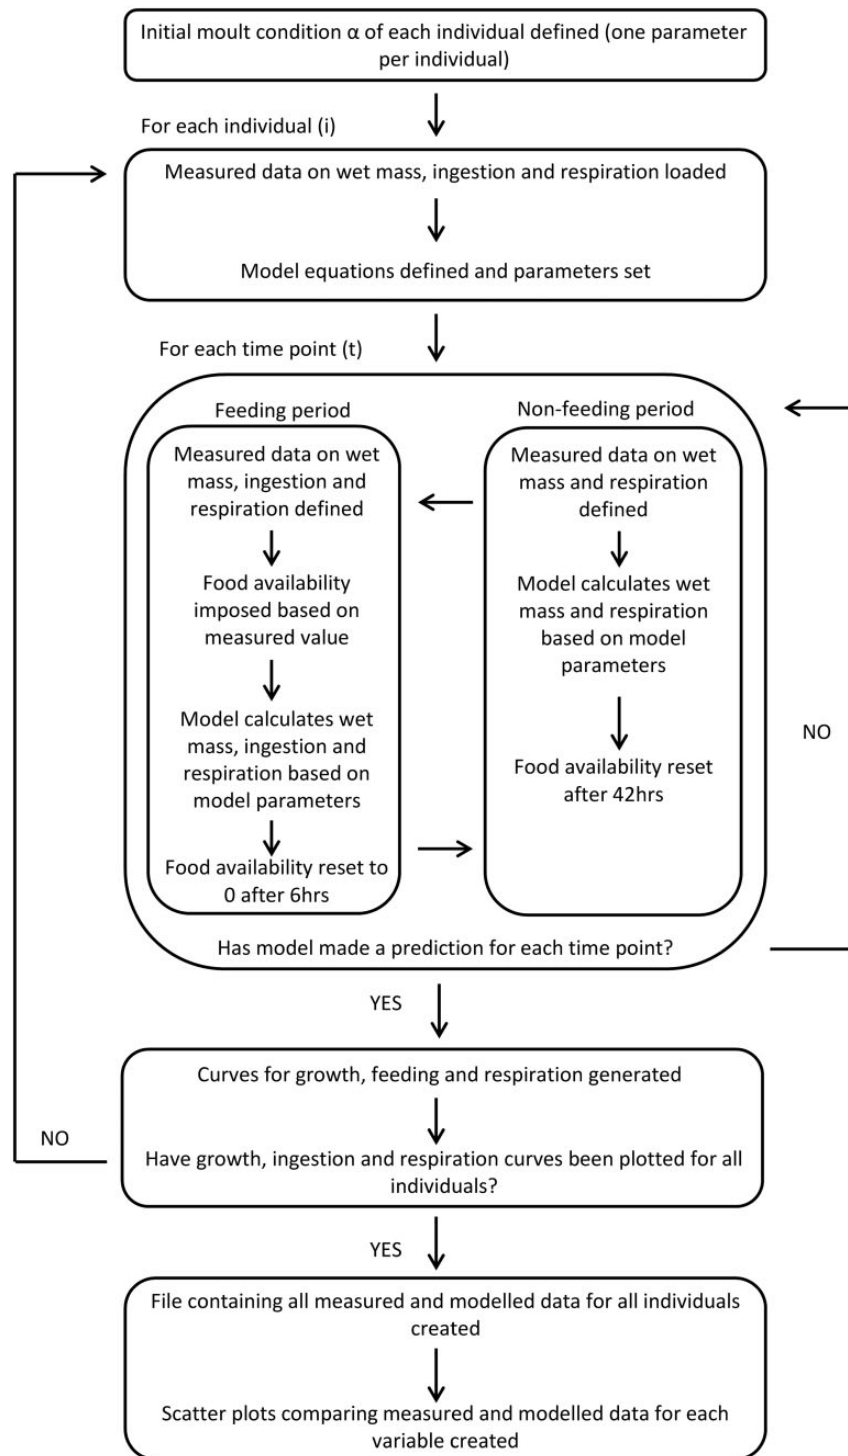 Initial moult condition α of each individual defined (one parameter
per individual)
For each individual (i)
Measured data on wet mass, ingestion and respiration loaded
Model equations defined and parameters set
For each time point (t)
Feeding period
Measured data on wet
mass, ingestion and
respiration defined
Food availability
imposed based on
measured value
Model calculates wet
mass, ingestion and
respiration based on
model parameters
Food availability reset to
0 after 6hrs
Non-feeding period
Measured data on wet
mass and respiration
defined
Model calculates wet
mass and respiration
based on model
parameters
Food availability reset
after 42hrs
NO
Has model made a prediction for each time point?
YES
Curves for growth, feeding and respiration generated
Have growth, ingestion and respiration curves been plotted for all
individuals?
NO
YES
File containing all measured and modelled data for all individuals
created
Scatter plots comparing measured and modelled data for each
variable created